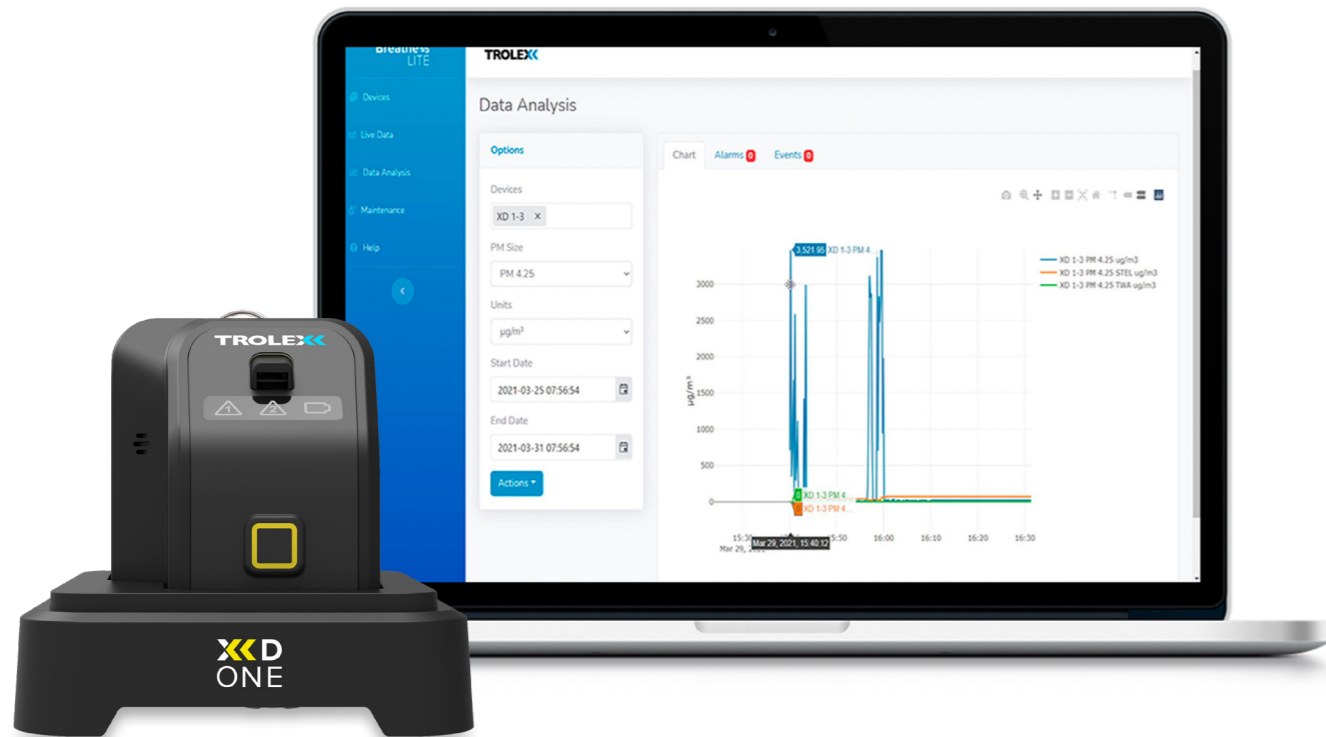 Breathe XS
LITE
TROLEX
Devices
Live Data
Data Analysis
Maintenance
Help
Data Analysis
Options
Devices
XD 1-3 ×
PM Size
PM 4.25
Units
µg/m³
Start Date
2021-03-25 07:56:54
End Date
2021-03-31 07:56:54
Actions
Chart
Alarms 0
Events 0
3,521.95 XD 1-3 PM 4...
XD 1-3 PM 4.25 ug/m3
XD 1-3 PM 4.25 STEL ug/m3
XD 1-3 PM 4.25 TWA ug/m3
µg/m³
3000
2500
2000
1500
1000
500
0
0 XD 1-3 PM 4...
0 XD 1-3 PM 4...
15:30
15:50
16:00
16:10
16:20
16:30
Mar 29, 2021
Mar 29, 2021, 15:40:12
TROLEX
1
2
XD
ONE